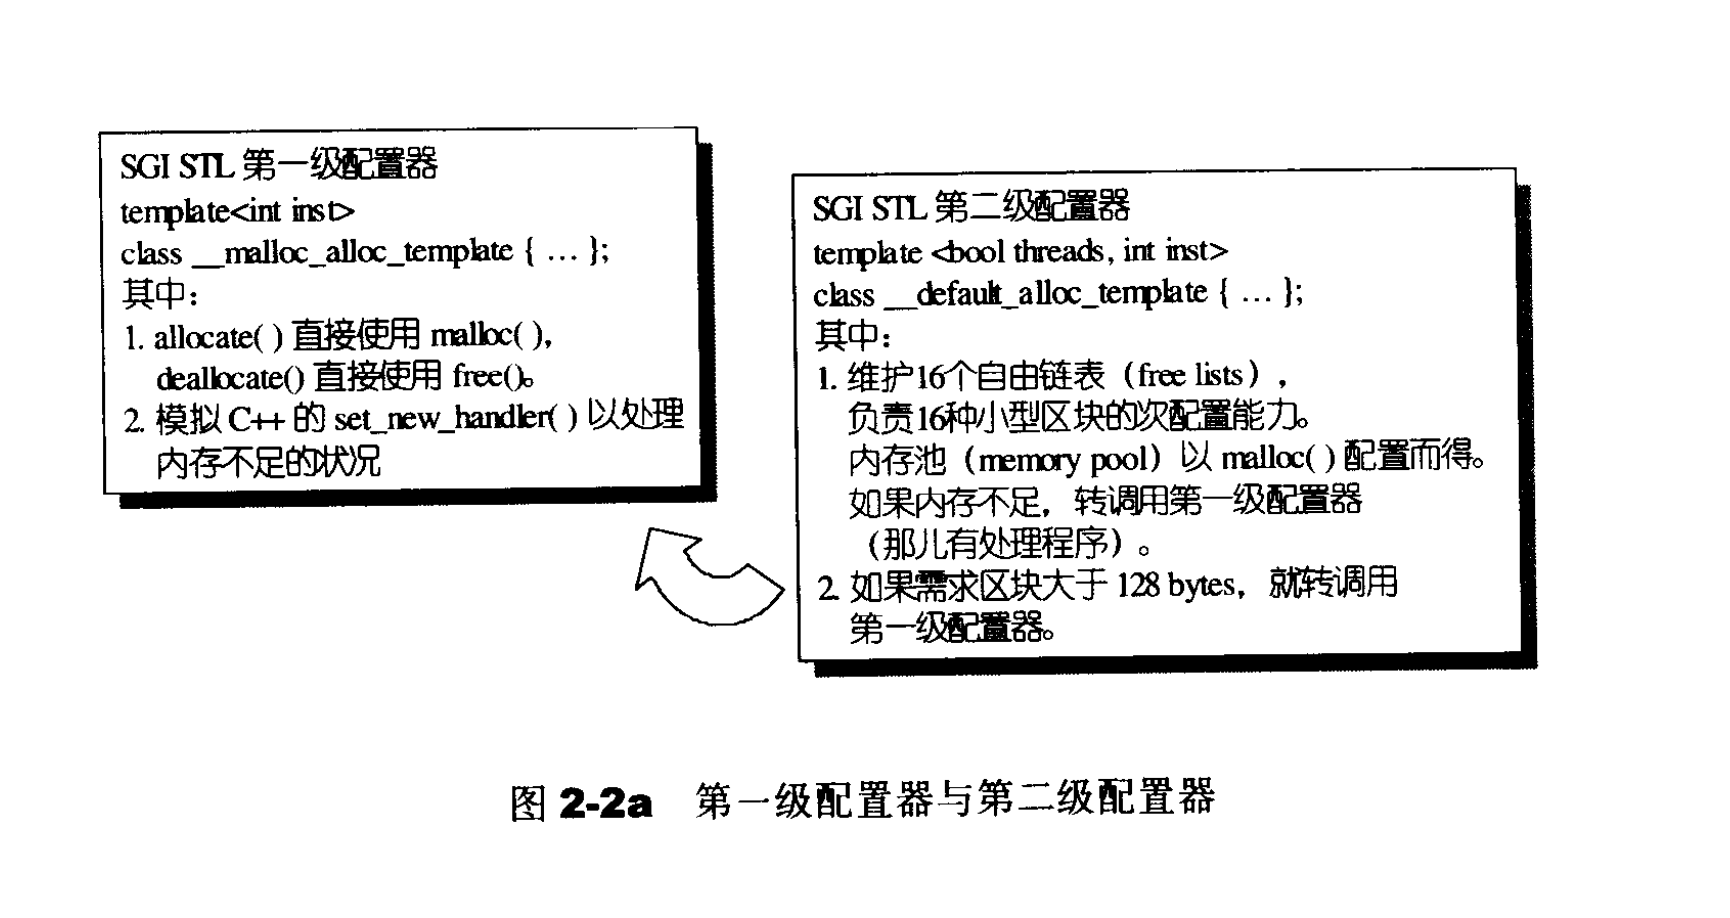 SGI STL 第一级配置器
template<int inst>
class __malloc_alloc_template { … };
其中：
1. allocate( ) 直接使用 malloc( ),
deallocate() 直接使用 free()。
2. 模拟 C++ 的 set_new_handler( ) 以处理
内存不足的状况
SGI STL 第二级配置器
template <bool threads, int inst>
class __default_alloc_template { … };
其中：
1. 维护16个自由链表（free lists），
负责16种小型区块的次配置能力。
内存池（memory pool）以 malloc( ) 配置而得。
如果内存不足，转调用第一级配置器
（那儿有处理程序）。
2. 如果需求区块大于 128 bytes，就转调用
第一级配置器。
图 2-2a 第一级配置器与第二级配置器